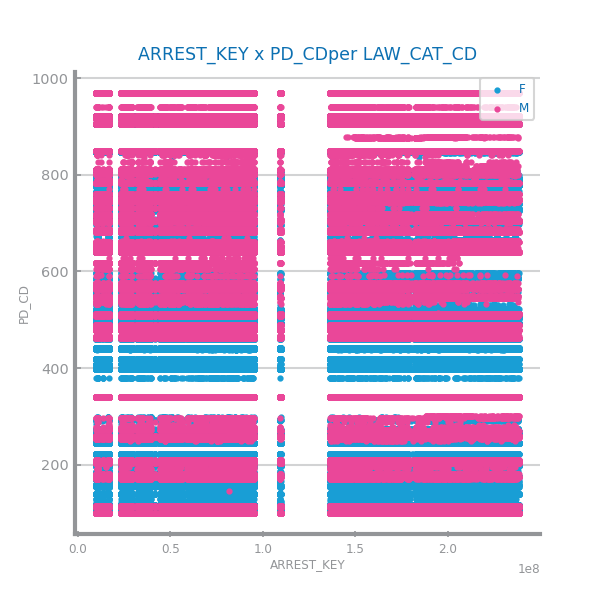 ARREST_KEY x PD_CDper LAW_CAT_CD
F
M
1000
800
600
400
200
PD_CD
0.0 0.5 1.0 1.5 2.0
ARREST_KEY
1e8